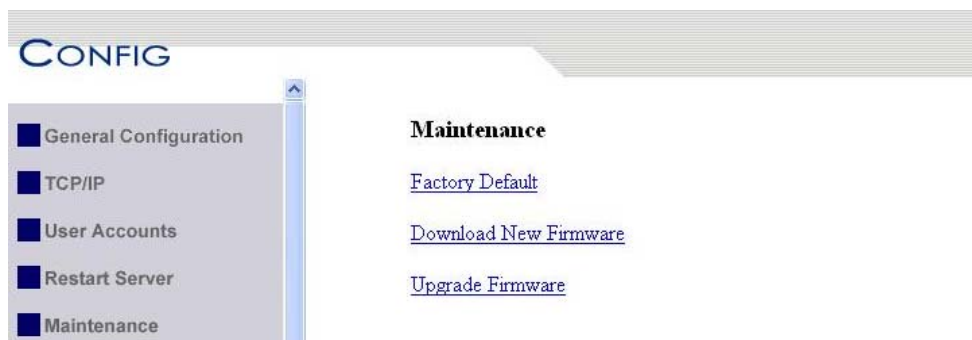 CONFIG
General Configuration
TCP/IP
User Accounts
Restart Server
Maintenance
Maintenance
Factory Default
Download New Firmware
Upgrade Firmware